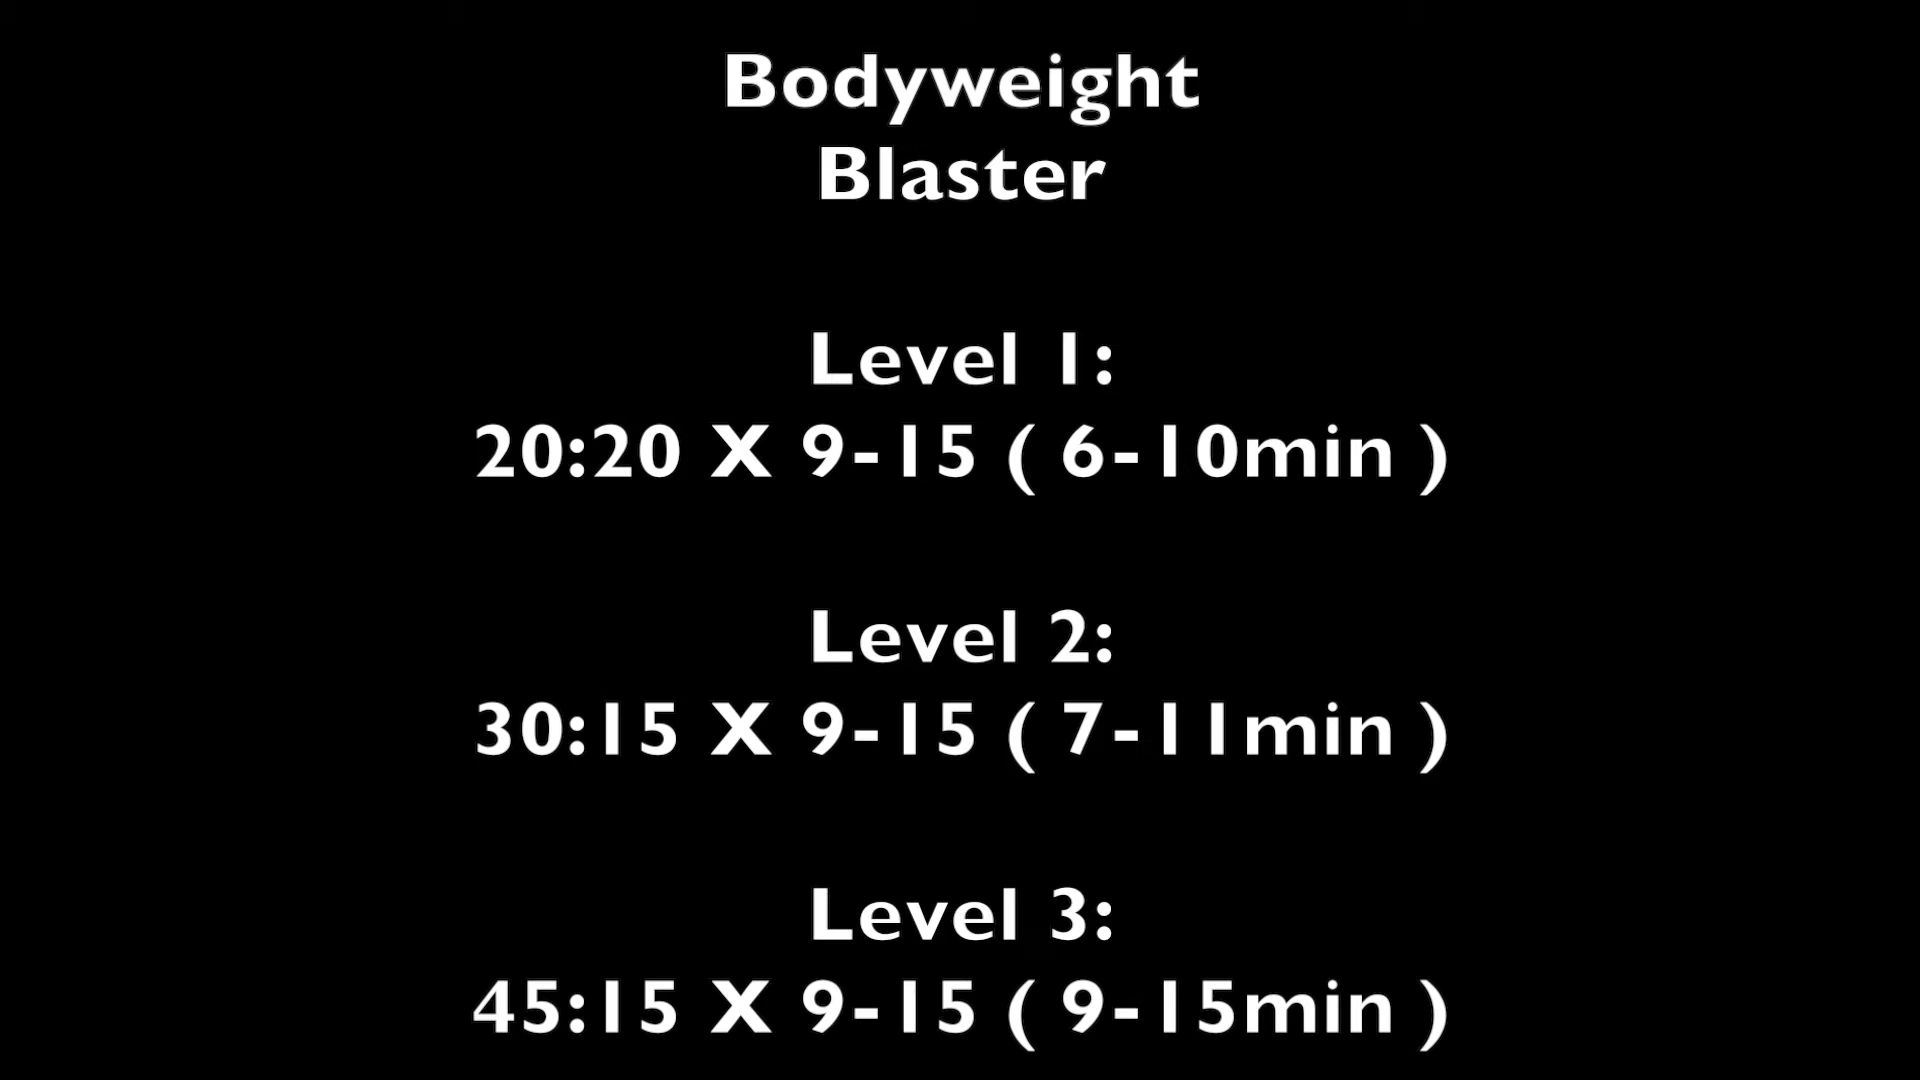 Bodyweight
Blaster
Level 1:
20:20 X 9-15 ( 6-10min )
Level 2:
30:15 X 9-15 ( 7-11min )
Level 3:
45:15 X 9-15 ( 9-15min )